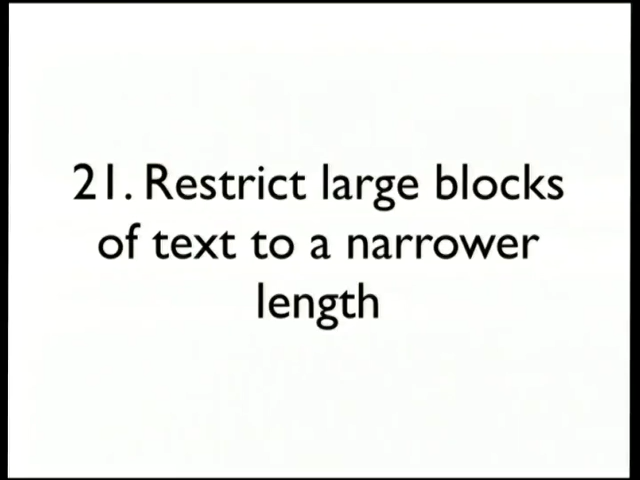 21. Restrict large blocks
of text to a narrower
length